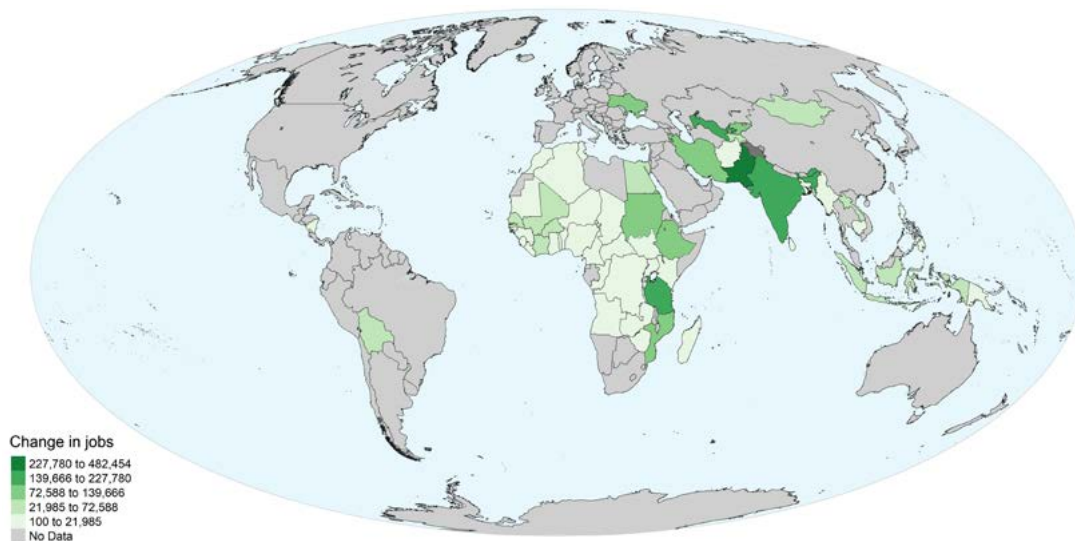 Change in jobs
227,780 to 482,454
139,666 to 227,780
72,588 to 139,666
21,985 to 72,588
100 to 21,985
No Data